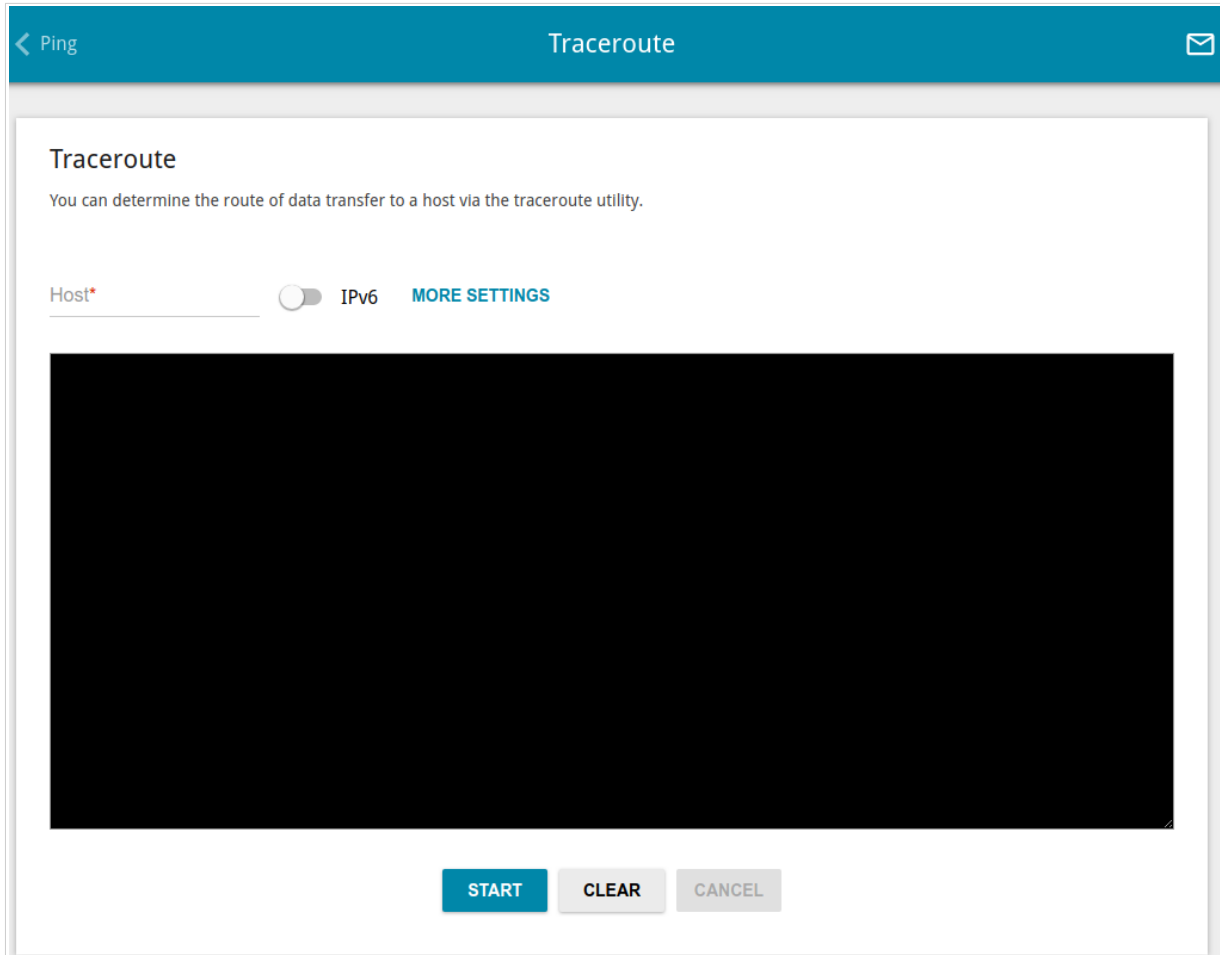 Ping
Traceroute
Traceroute
You can determine the route of data transfer to a host via the traceroute utility.
Host* IPv6 MORE SETTINGS
START CLEAR CANCEL